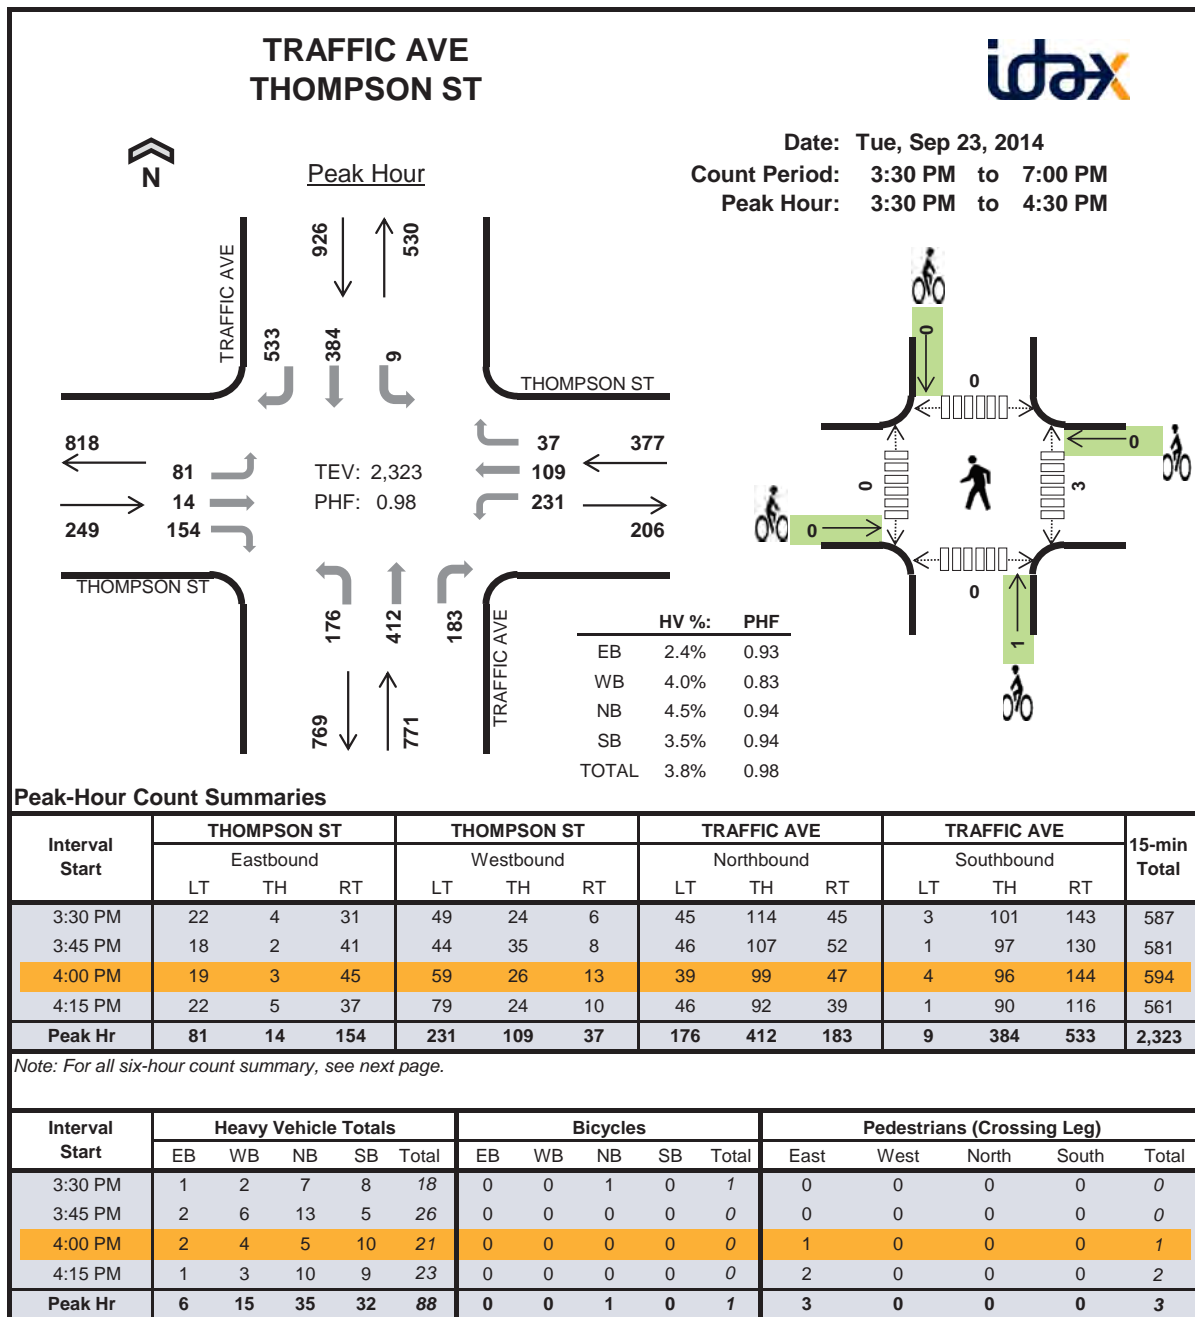 TRAFFIC AVE
THOMPSON ST
idax
Date: Tue, Sep 23, 2014
Count Period: 3:30 PM to 7:00 PM
Peak Hour: 3:30 PM to 4:30 PM
N
Peak Hour
926
530
TRAFFIC AVE
533
384
9
THOMPSON ST
818
81
14
154
249
TEV: 2,323
PHF: 0.98
37
109
231
377
206
THOMPSON ST
176
412
183
TRAFFIC AVE
769
771
0
0
0
0
3
0
0
1
HV %: PHF
EB 2.4% 0.93
WB 4.0% 0.83
NB 4.5% 0.94
SB 3.5% 0.94
TOTAL 3.8% 0.98
Peak-Hour Count Summaries
Interval Start THOMPSON ST THOMPSON ST TRAFFIC AVE TRAFFIC AVE 15-min Total
Eastbound Westbound Northbound Southbound
LT TH RT LT TH RT LT TH RT LT TH RT
3:30 PM 22 4 31 49 24 6 45 114 45 3 101 143 587
3:45 PM 18 2 41 44 35 8 46 107 52 1 97 130 581
4:00 PM 19 3 45 59 26 13 39 99 47 4 96 144 594
4:15 PM 22 5 37 79 24 10 46 92 39 1 90 116 561
Peak Hr 81 14 154 231 109 37 176 412 183 9 384 533 2,323
Note: For all six-hour count summary, see next page.
Interval Start Heavy Vehicle Totals Bicycles Pedestrians (Crossing Leg)
EB WB NB SB Total EB WB NB SB Total East West North South Total
3:30 PM 1 2 7 8 18 0 0 1 0 1 0 0 0 0 0
3:45 PM 2 6 13 5 26 0 0 0 0 0 0 0 0 0 0
4:00 PM 2 4 5 10 21 0 0 0 0 0 1 0 0 0 1
4:15 PM 1 3 10 9 23 0 0 0 0 0 2 0 0 0 2
Peak Hr 6 15 35 32 88 0 0 1 0 1 3 0 0 0 3